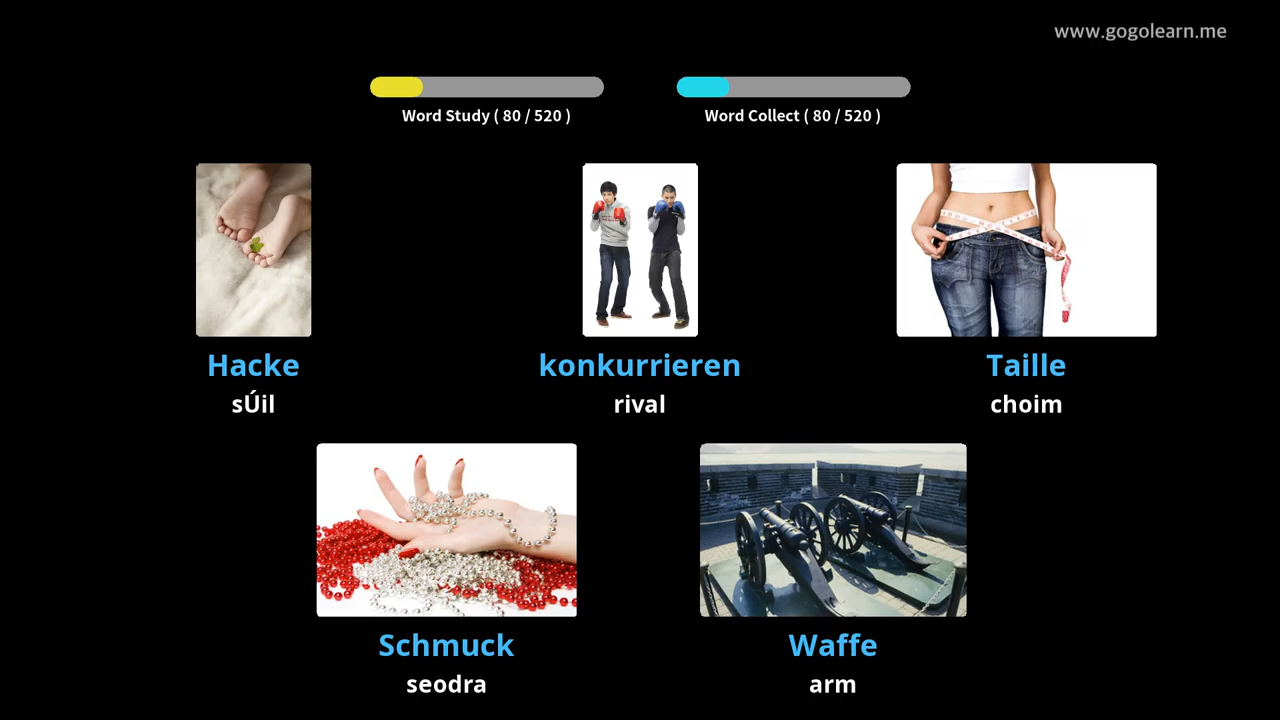 www.gogolearn.me
Word Study ( 80 / 520 )
Word Collect ( 80 / 520 )
Hacke
sÚil
konkurrieren
rival
Taille
choim
Schmuck
seodra
Waffe
arm